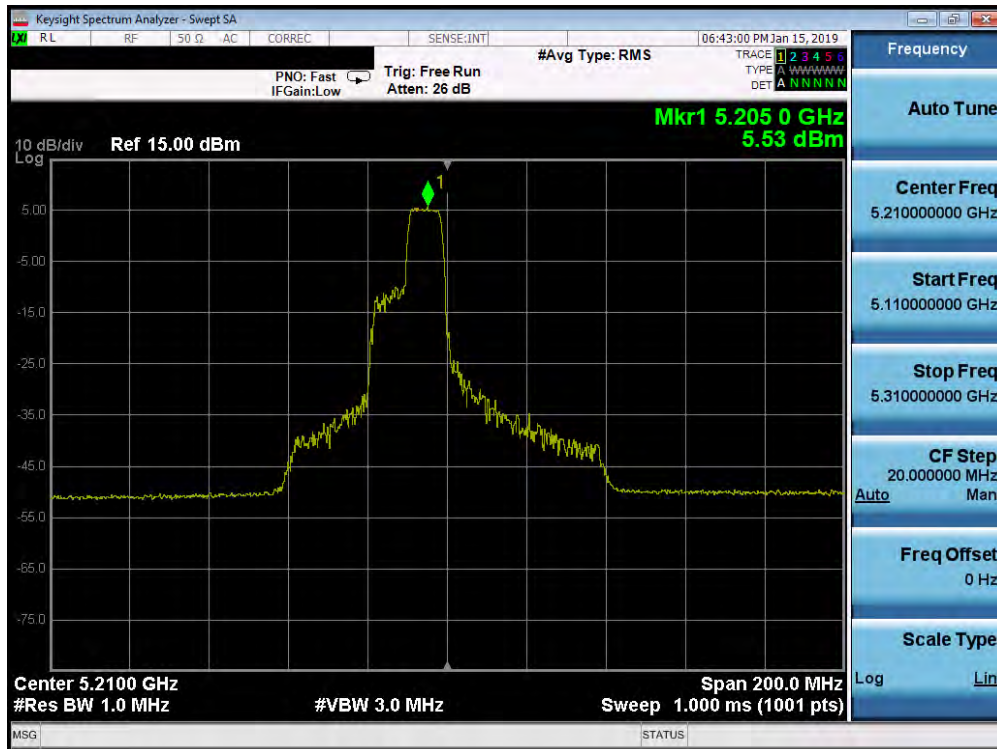 Keysight Spectrum Analyzer - Swept SA
LXI RL RF 50 Ω AC CORREC SENSE:INT 06:43:00 PM Jan 15, 2019
#Avg Type: RMS
TRACE 1 2 3 4 5 6
PNO: Fast Trig: Free Run
TYPE A WWWWW
IFGain:Low Atten: 26 dB
DET A N N N N N
Mkr1 5.205 0 GHz
5.53 dBm
10 dB/div Ref 15.00 dBm
Log
1
5.00
-5.00
-15.0
-25.0
-35.0
-45.0
-55.0
-65.0
-75.0
Center 5.2100 GHz Span 200.0 MHz
#Res BW 1.0 MHz #VBW 3.0 MHz Sweep 1.000 ms (1001 pts)
MSG STATUS
Frequency
Auto Tune
Center Freq
5.210000000 GHz
Start Freq
5.110000000 GHz
Stop Freq
5.310000000 GHz
CF Step
20.000000 MHz
Auto Man
Freq Offset
0 Hz
Scale Type
Log Lin